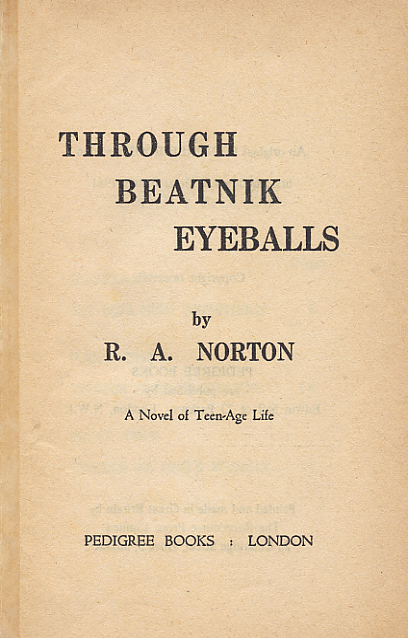 THROUGH
BEATNIK
EYEBALLS
by
R. A. NORTON
A Novel of Teen-Age Life
PEDIGREE BOOKS : LONDON